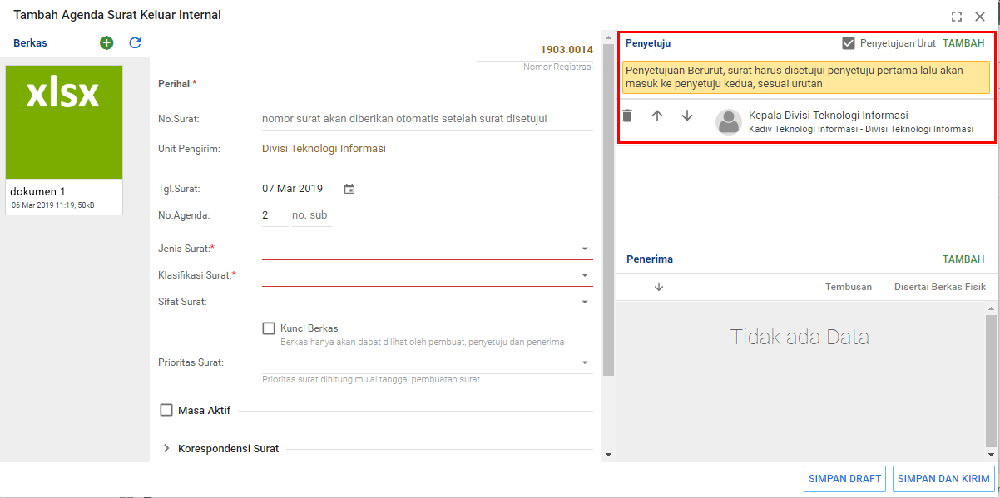 Tambah Agenda Surat Keluar Internal
Berkas
xlsx
dokumen 1
06 Mar 2019 11:19, 58kB
1903.0014
Nomor Registrasi
Perihal:*
No.Surat:
nomor surat akan diberikan otomatis setelah surat disetujui
Unit Pengirim:
Divisi Teknologi Informasi
Tgl.Surat:
07 Mar 2019
No.Agenda:
2
no. sub
Jenis Surat:*
Klasifikasi Surat:*
Sifat Surat:
Kunci Berkas
Berkas hanya akan dapat dilihat oleh pembuat, penyetuju dan penerima
Prioritas Surat:
Prioritas surat dihitung mulai tanggal pembuatan surat
Masa Aktif
Korespondensi Surat
Penyetuju
Penyetujuan Urut
TAMBAH
Penyetujuan Berurut, surat harus disetujui penyetuju pertama lalu akan
masuk ke penyetuju kedua, sesuai urutan
Kepala Divisi Teknologi Informasi
Kadiv Teknologi Informasi - Divisi Teknologi Informasi
Penerima
TAMBAH
Tembusan
Disertai Berkas Fisik
Tidak ada Data
SIMPAN DRAFT
SIMPAN DAN KIRIM